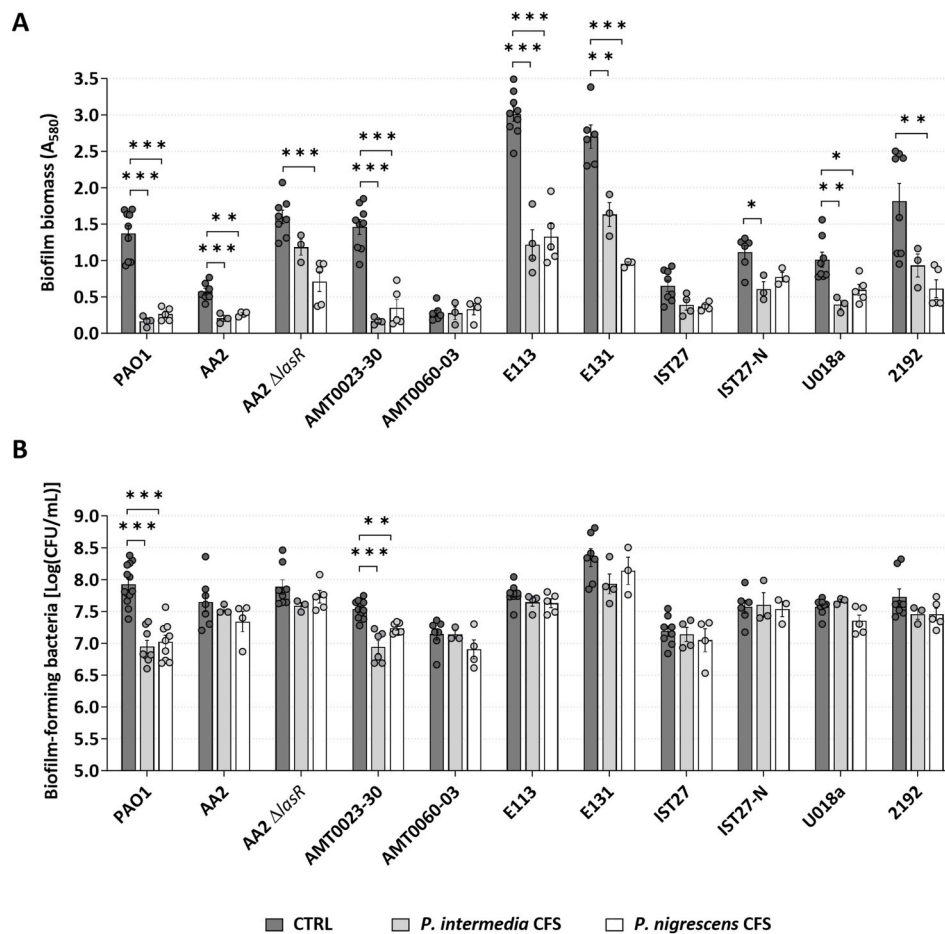 A
*** *** *** *** ** *** *** *** *** *** *** ** * * ** **
Biofilm biomass (A₅₈₀)
3.5
3.0
2.5
2.0
1.5
1.0
0.5
0.0
PAO1 AA2 AA2 ΔlasR AMT0023-30 AMT0060-03 E113 E131 IST27 IST27-N U018a 2192
B
*** *** ** ***
Biofilm-forming bacteria [Log(CFU/mL)]
9.0
8.5
8.0
7.5
7.0
6.5
6.0
5.5
5.0
PAO1 AA2 AA2 ΔlasR AMT0023-30 AMT0060-03 E113 E131 IST27 IST27-N U018a 2192
CTRL P. intermedia CFS P. nigrescens CFS